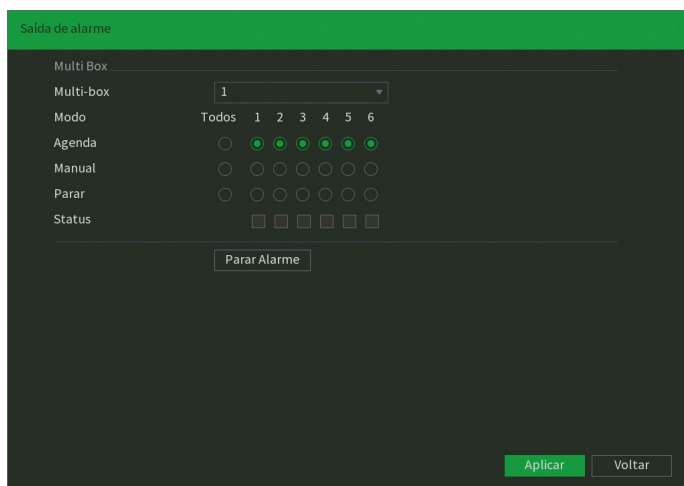 Saída de alarme
Multi Box
Multi-box 1
Modo Todos 1 2 3 4 5 6
Agenda
Manual
Parar
Status
Parar Alarme
Aplicar Voltar